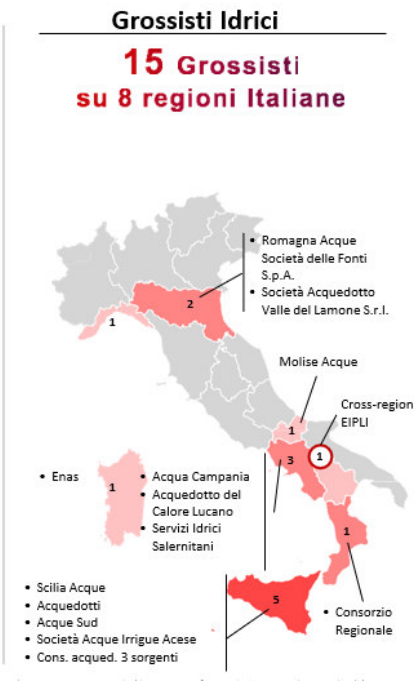 Grossisti Idrici
15 Grossisti
su 8 regioni Italiane
• Romagna Acque
Società delle Fonti
S.p.A.
• Società Acquedotto
Valle del Lamone S.r.l.
2
1
Molise Acque
Cross-region
EIPLI
1
1
3
• Enas
1
• Acqua Campania
• Acquedotto del
Calore Lucano
• Servizi Idrici
Salernitani
1
• Scilia Acque
• Acquedotti
• Acque Sud
• Società Acque Irrigue Acese
• Cons. acqued. 3 sorgenti
5
• Consorzio
Regionale